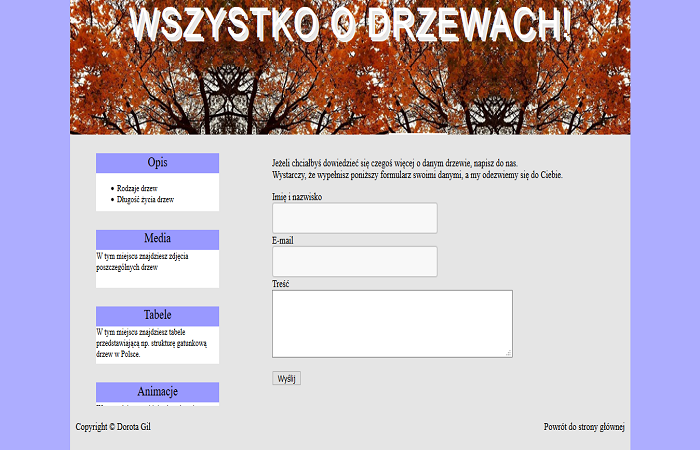 WSZYSTKO O DRZEWACH!
Opis
Rodzaje drzew
Długość życia drzew
Media
W tym miejscu znajdziesz zdjęcia
poszczególnych drzew
Tabele
W tym miejscu znajdziesz tabele
przedstawiającą np. strukturę gatunkową
drzew w Polsce.
Animacje
Jeżeli chciałbyś dowiedzieć się czegoś więcej o danym drzewie, napisz do nas.
Wystarczy, że wypełnisz poniższy formularz swoimi danymi, a my odezwiemy się do Ciebie.
Imię i nazwisko
E-mail
Treść
Wyślij
Copyright © Dorota Gil
Powrót do strony głównej